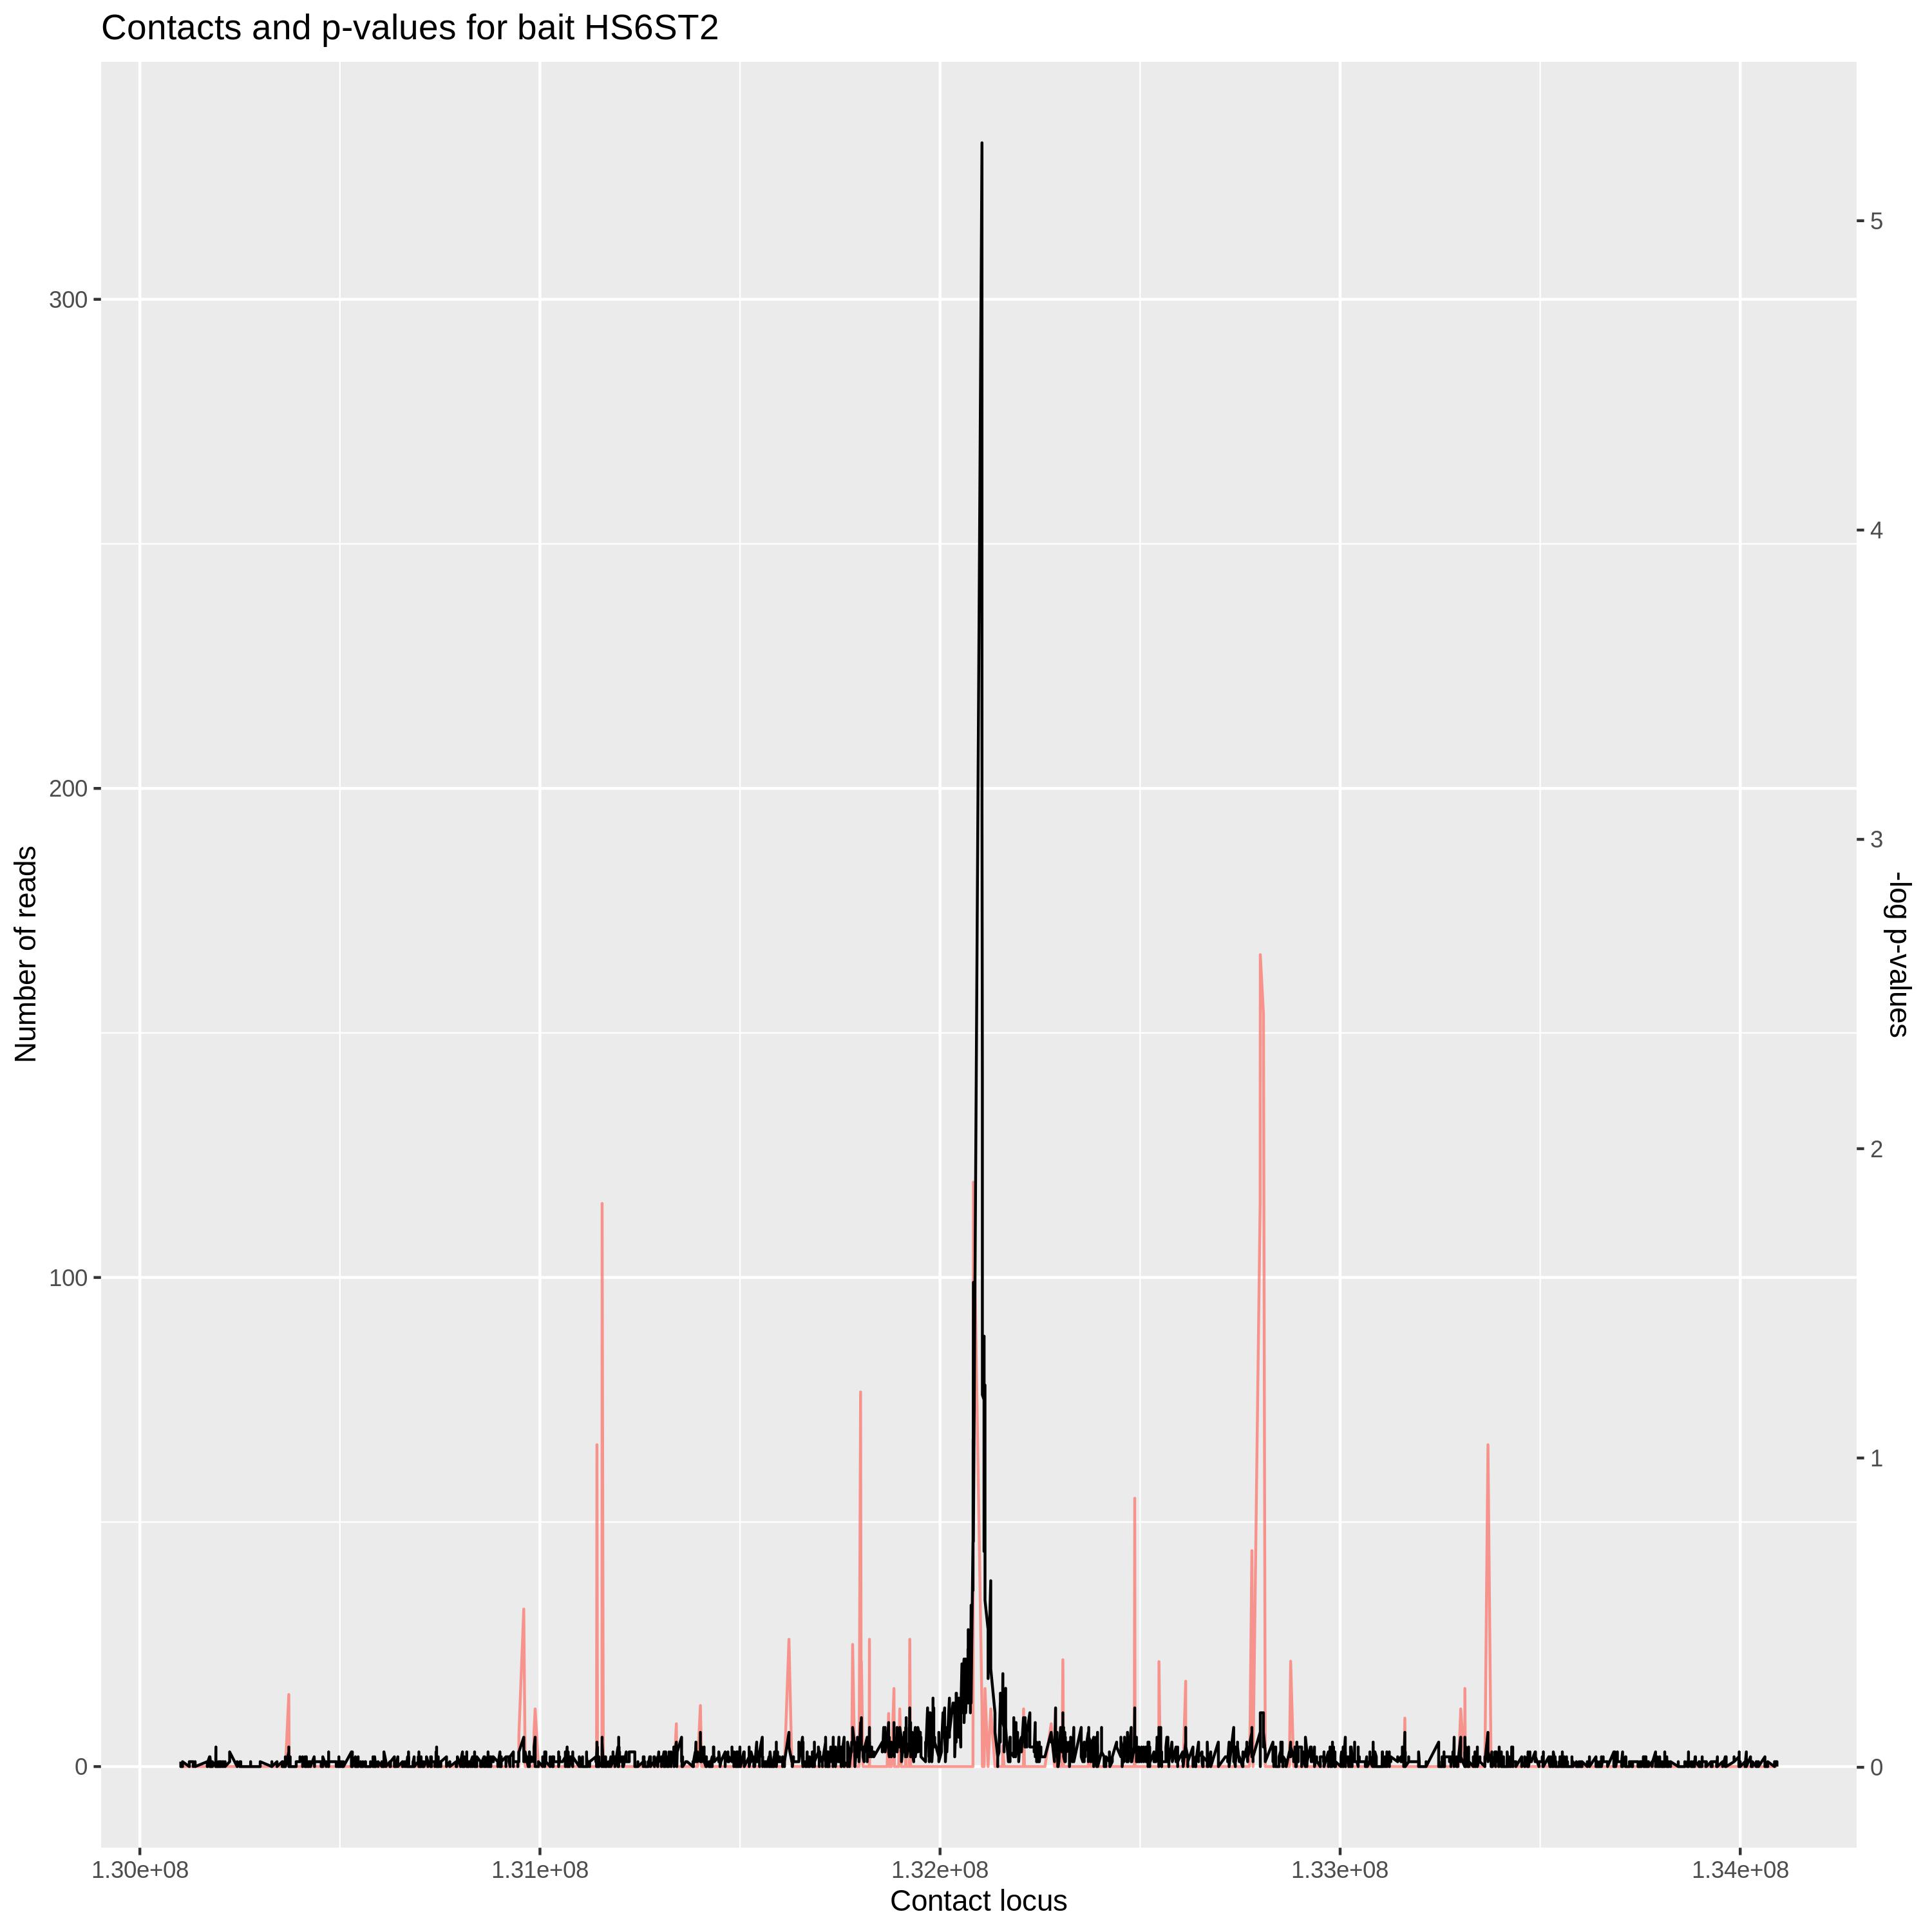 Contacts and p-values for bait HS6ST2
Number of reads
300
200
100
0
5
4
3
2
1
0
-log p-values
1.30e+08 1.31e+08 1.32e+08 1.33e+08 1.34e+08
Contact locus